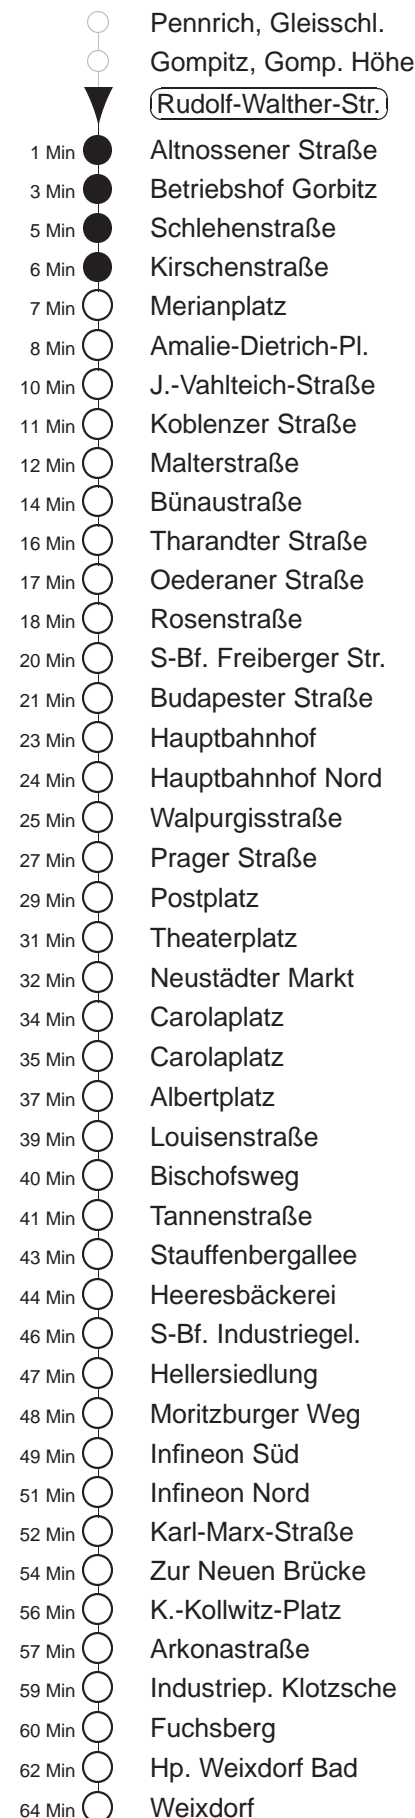 Pennrich, Gleisschl.
Gompitz, Gomp. Höhe
Rudolf-Walther-Str.
1 Min Altnossener Straße
3 Min Betriebshof Gorbitz
5 Min Schlehenstraße
6 Min Kirschenstraße
7 Min Merianplatz
8 Min Amalie-Dietrich-Pl.
10 Min J.-Vahlteich-Straße
11 Min Koblenzer Straße
12 Min Malterstraße
14 Min Bünaustraße
16 Min Tharandter Straße
17 Min Oederaner Straße
18 Min Rosenstraße
20 Min S-Bf. Freiberger Str.
21 Min Budapester Straße
23 Min Hauptbahnhof
24 Min Hauptbahnhof Nord
25 Min Walpurgisstraße
27 Min Prager Straße
29 Min Postplatz
31 Min Theaterplatz
32 Min Neustädter Markt
34 Min Carolaplatz
35 Min Carolaplatz
37 Min Albertplatz
39 Min Louisenstraße
40 Min Bischofsweg
41 Min Tannenstraße
43 Min Stauffenbergallee
44 Min Heeresbäckerei
46 Min S-Bf. Industriegel.
47 Min Hellersiedlung
48 Min Moritzburger Weg
49 Min Infineon Süd
51 Min Infineon Nord
52 Min Karl-Marx-Straße
54 Min Zur Neuen Brücke
56 Min K.-Kollwitz-Platz
57 Min Arkonastraße
59 Min Industriep. Klotzsche
60 Min Fuchsberg
62 Min Hp. Weixdorf Bad
64 Min Weixdorf